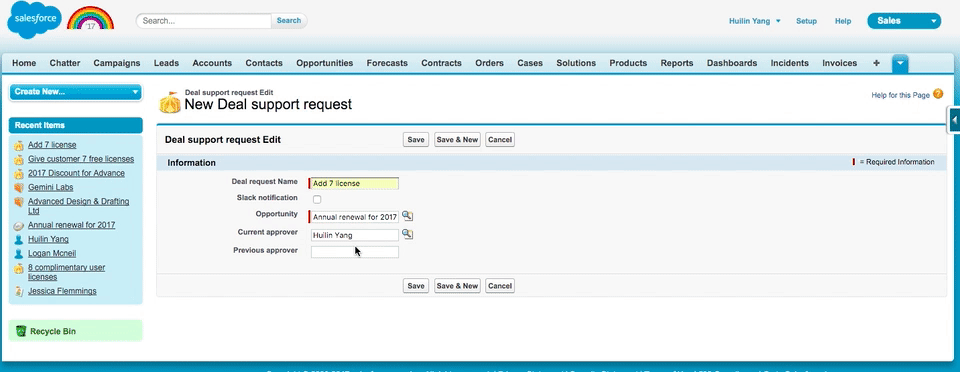 salesforce
'17
Search...
Search
Huilin Yang
Setup
Help
Sales
Home Chatter Campaigns Leads Accounts Contacts Opportunities Forecasts Contracts Orders Cases Solutions Products Reports Dashboards Incidents Invoices +
Create New...
Recent Items
Add 7 license
Give customer 7 free licenses
2017 Discount for Advance
Gemini Labs
Advanced Design & Drafting
Ltd
Annual renewal for 2017
Huilin Yang
Logan Mcneil
8 complimentary user
licenses
Jessica Flemmings
Recycle Bin
Deal support request Edit
New Deal support request
Help for this Page ?
Deal support request Edit
Save Save & New Cancel
Information
= Required Information
Deal request Name Add 7 license
Slack notification
Opportunity Annual renewal for 2017
Current approver Huilin Yang
Previous approver
Save Save & New Cancel